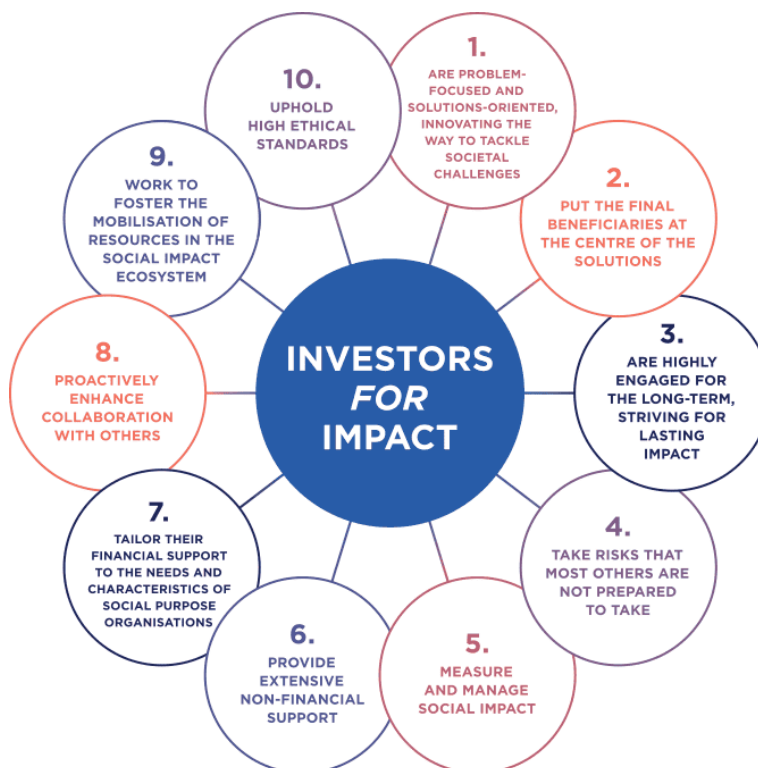 INVESTORS
FOR
IMPACT
1.
ARE PROBLEM-
FOCUSED AND
SOLUTIONS-ORIENTED,
INNOVATING THE
WAY TO TACKLE
SOCIETAL
CHALLENGES
2.
PUT THE FINAL
BENEFICIARIES AT
THE CENTRE OF THE
SOLUTIONS
3.
ARE HIGHLY
ENGAGED FOR
THE LONG-TERM,
STRIVING FOR
LASTING
IMPACT
4.
TAKE RISKS THAT
MOST OTHERS ARE
NOT PREPARED
TO TAKE
5.
MEASURE
AND MANAGE
SOCIAL IMPACT
6.
PROVIDE
EXTENSIVE
NON-FINANCIAL
SUPPORT
7.
TAILOR THEIR
FINANCIAL SUPPORT
TO THE NEEDS AND
CHARACTERISTICS OF
SOCIAL PURPOSE
ORGANISATIONS
8.
PROACTIVELY
ENHANCE
COLLABORATION
WITH OTHERS
9.
WORK TO
FOSTER THE
MOBILISATION OF
RESOURCES IN THE
SOCIAL IMPACT
ECOSYSTEM
10.
UPHOLD
HIGH ETHICAL
STANDARDS